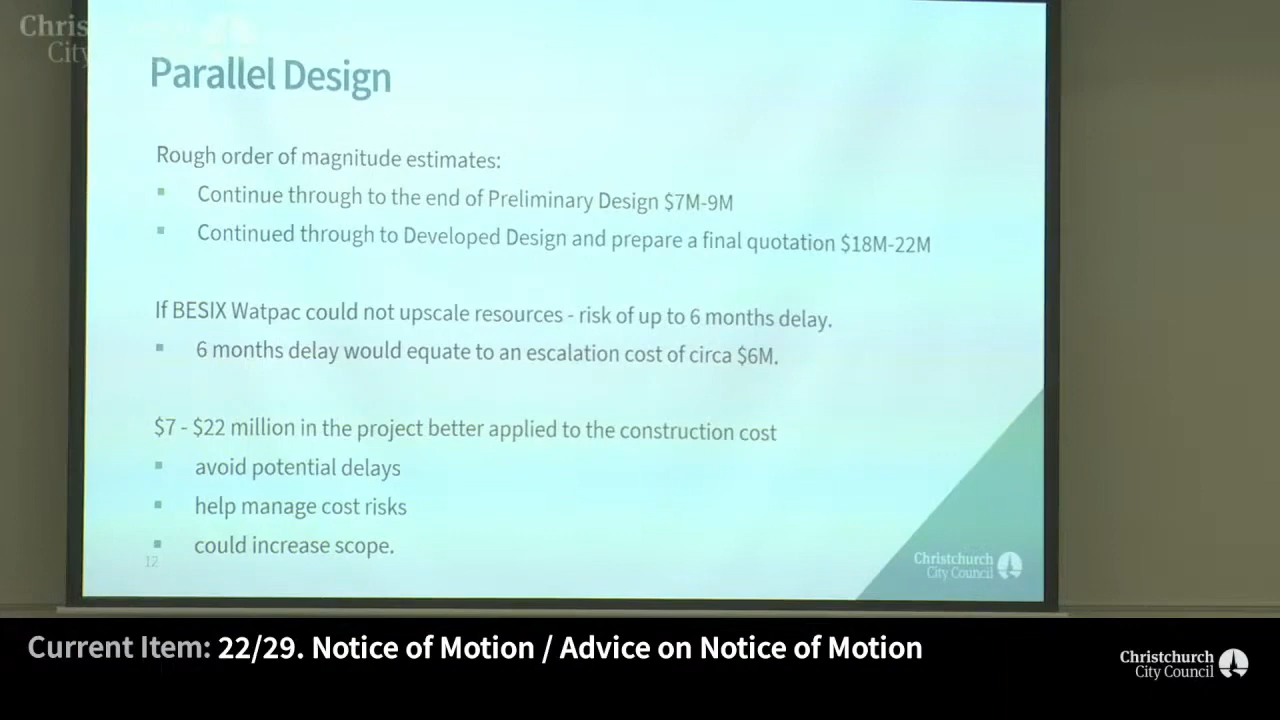 Chris
City
Parallel Design
Rough order of magnitude estimates:
▪ Continue through to the end of Preliminary Design $7M-9M
▪ Continued through to Developed Design and prepare a final quotation $18M-22M
If BESIX Watpac could not upscale resources - risk of up to 6 months delay.
▪ 6 months delay would equate to an escalation cost of circa $6M.
$7 - $22 million in the project better applied to the construction cost
▪ avoid potential delays
▪ help manage cost risks
▪ could increase scope.
12
Christchurch
City Council
Current Item: 22/29. Notice of Motion / Advice on Notice of Motion
Christchurch
City Council